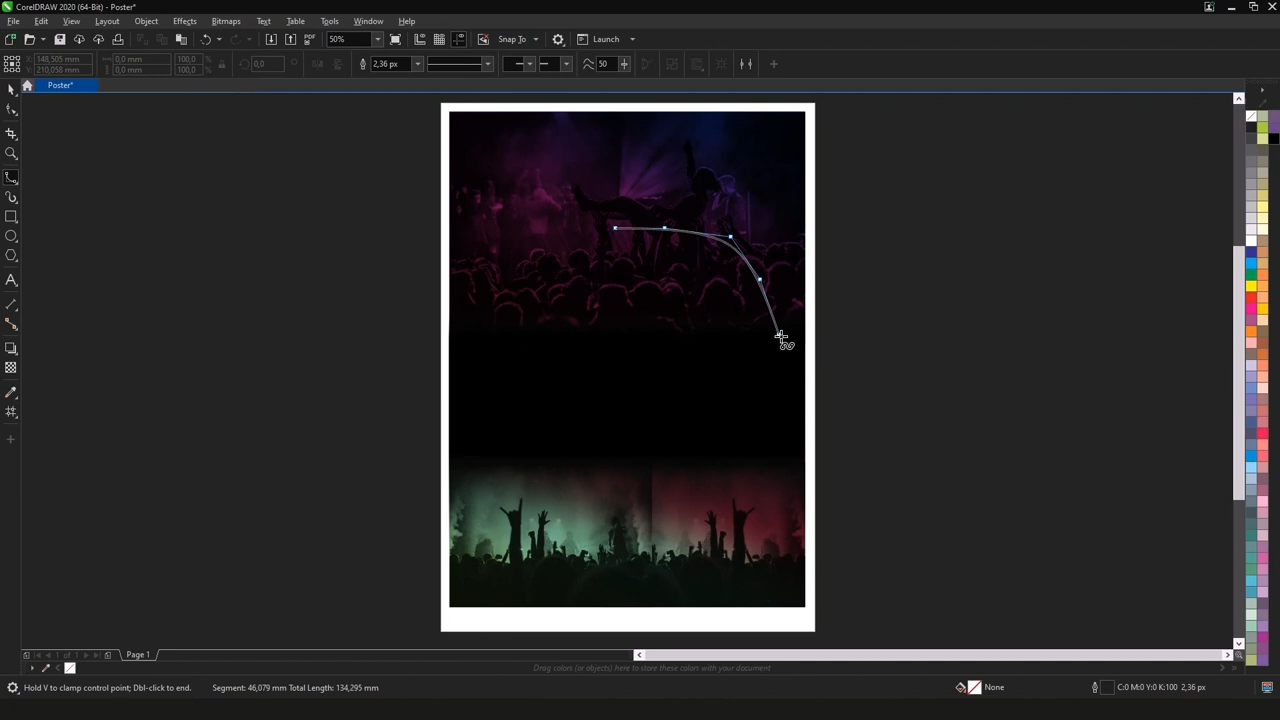 CorelDRAW 2020 (64-Bit) - Poster*
File Edit View Layout Object Effects Bitmaps Text Table Tools Window Help
PDF 50% Snap To Launch
X: 148,505 mm 0,0 mm 100,0 % 0,0 2,36 px 50
Y: 210,058 mm 0,0 mm 100,0 %
Poster*
1 of 1 Page 1
Drag colors (or objects) here to store these colors with your document
Hold V to clamp control point; Dbl-click to end. Segment: 46,079 mm Total Length: 134,295 mm None C:0 M:0 Y:0 K:100 2,36 px